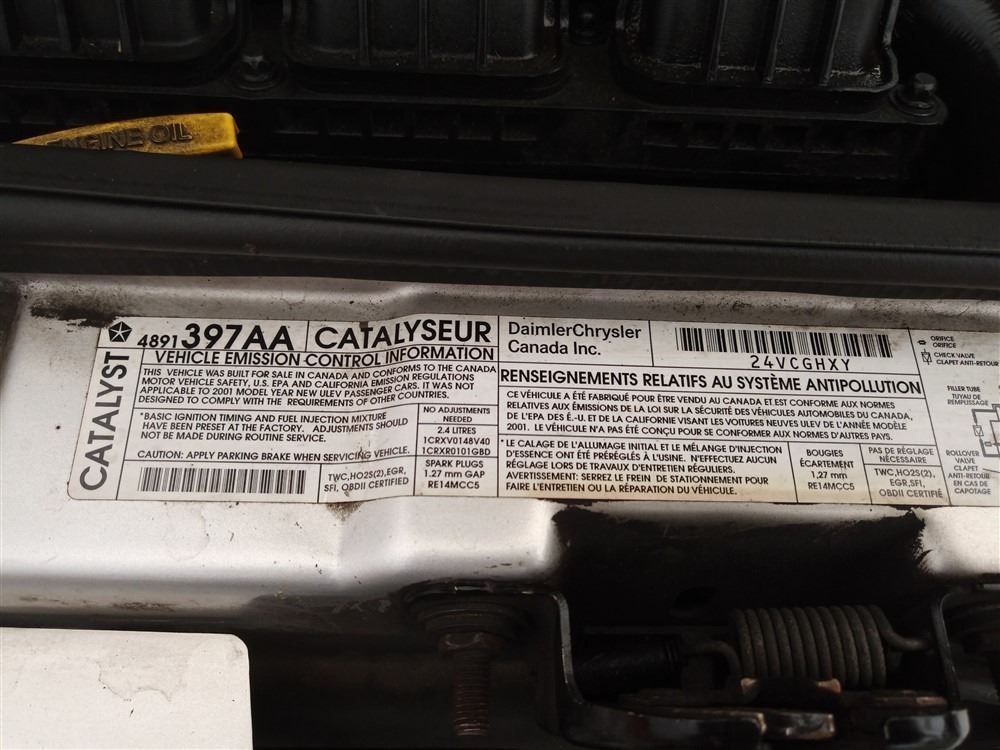 ENGINE OIL
CATALYST
4891 397AA
CATALYSEUR
VEHICLE EMISSION CONTROL INFORMATION
THIS VEHICLE WAS BUILT FOR SALE IN CANADA AND CONFORMS TO THE CANADA
MOTOR VEHICLE SAFETY, U.S. EPA AND CALIFORNIA EMISSION REGULATIONS
APPLICABLE TO 2001 MODEL YEAR NEW ULEV PASSENGER CARS. IT WAS NOT
DESIGNED TO COMPLY WITH THE REQUIREMENTS OF OTHER COUNTRIES.
*BASIC IGNITION TIMING AND FUEL INJECTION MIXTURE
HAVE BEEN PRESET AT THE FACTORY. ADJUSTMENTS SHOULD
NOT BE MADE DURING ROUTINE SERVICE.
CAUTION: APPLY PARKING BRAKE WHEN SERVICING VEHICLE.
TWC,HO2S(2),EGR,
SFI, OBDII CERTIFIED
NO ADJUSTMENTS
NEEDED
2.4 LITRES
1CRXV0148V40
1CRXR0101GBD
SPARK PLUGS
1.27 mm GAP
RE14MCC5
DaimlerChrysler
Canada Inc.
24VCGHXY
RENSEIGNEMENTS RELATIFS AU SYSTÈME ANTIPOLLUTION
CE VÉHICULE A ÉTÉ FABRIQUÉ POUR ÊTRE VENDU AU CANADA ET EST CONFORME AUX NORMES
RELATIVES AUX ÉMISSIONS DE LA LOI SUR LA SÉCURITÉ DES VÉHICULES AUTOMOBILES DU CANADA,
DE L'EPA DES É.-U. ET DE LA CALIFORNIE VISANT LES VOITURES NEUVES ULEV DE L'ANNÉE MODÈLE
2001. LE VÉHICULE N'A PAS ÉTÉ CONÇU POUR SE CONFORMER AUX NORMES D'AUTRES PAYS.
* LE CALAGE DE L'ALLUMAGE INITIAL ET LE MÉLANGE D'INJECTION
D'ESSENCE ONT ÉTÉ PRÉRÉGLÉS À L'USINE. N'EFFECTUEZ AUCUN
RÉGLAGE LORS DE TRAVAUX D'ENTRETIEN RÉGULIERS.
AVERTISSEMENT: SERREZ LE FREIN DE STATIONNEMENT POUR
FAIRE L'ENTRETIEN OU LA RÉPARATION DU VÉHICULE.
BOUGIES
ÉCARTEMENT
1,27 mm
RE14MCC5
PAS DE RÉGLAGE
NÉCESSAIRE
TWC,HO2S(2),
EGR,SFI,
OBDII CERTIFIÉ
ORIFICE
ORIFICE
CHECK VALVE
CLAPET ANTI-RETOUR
FILLER TUBE
TUYAU DE
REMPLISSAGE
ROLLOVER
VALVE
CLAPET
ANTI-RETOUR
EN CAS DE
CAPOTAGE